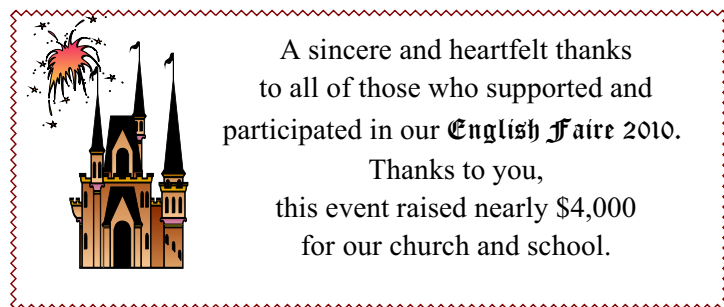 A sincere and heartfelt thanks
to all of those who supported and
participated in our English Faire 2010.
Thanks to you,
this event raised nearly $4,000
for our church and school.